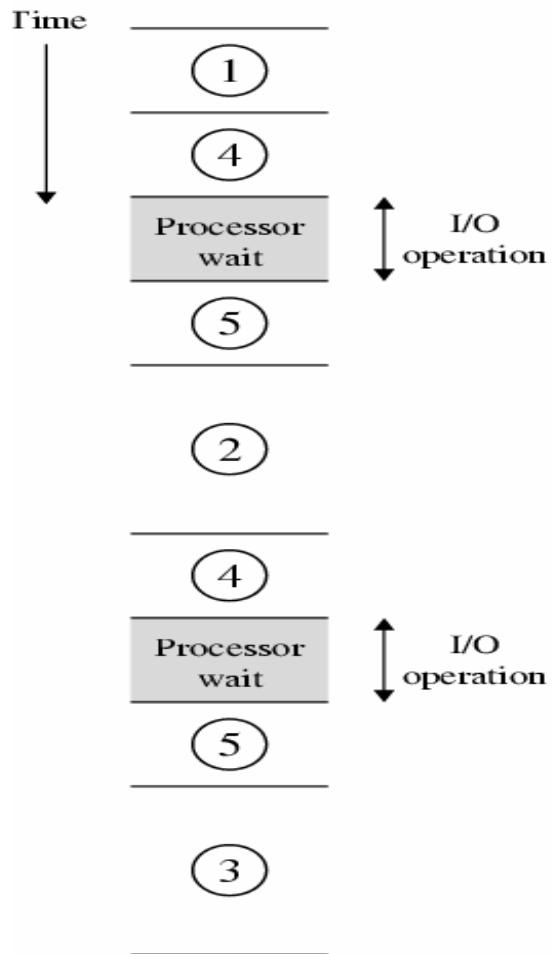 Time
1
4
Processor
wait
I/O
operation
5
2
4
Processor
wait
I/O
operation
5
3